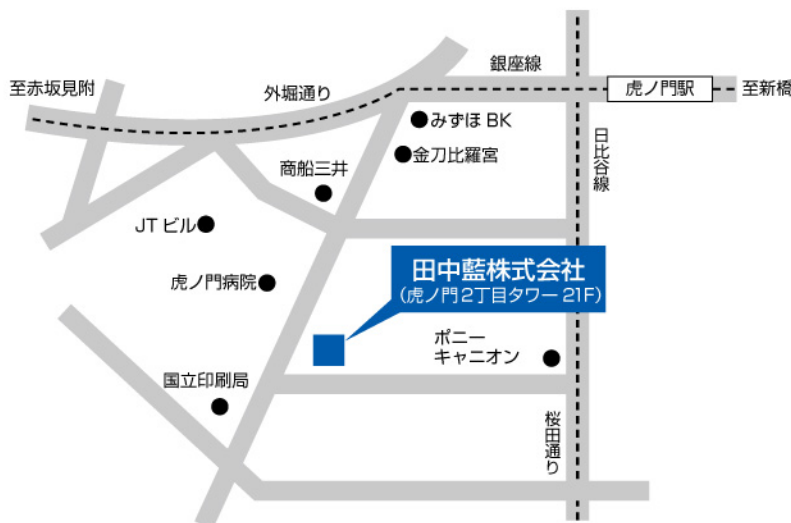 銀座線
至赤坂見附
外堀通り
虎ノ門駅
至新橋
みずほ BK
日比谷線
金刀比羅宮
商船三井
JT ビル
田中藍株式会社
(虎ノ門2丁目タワー 21F)
虎ノ門病院
ポニー
キャニオン
国立印刷局
桜田通り